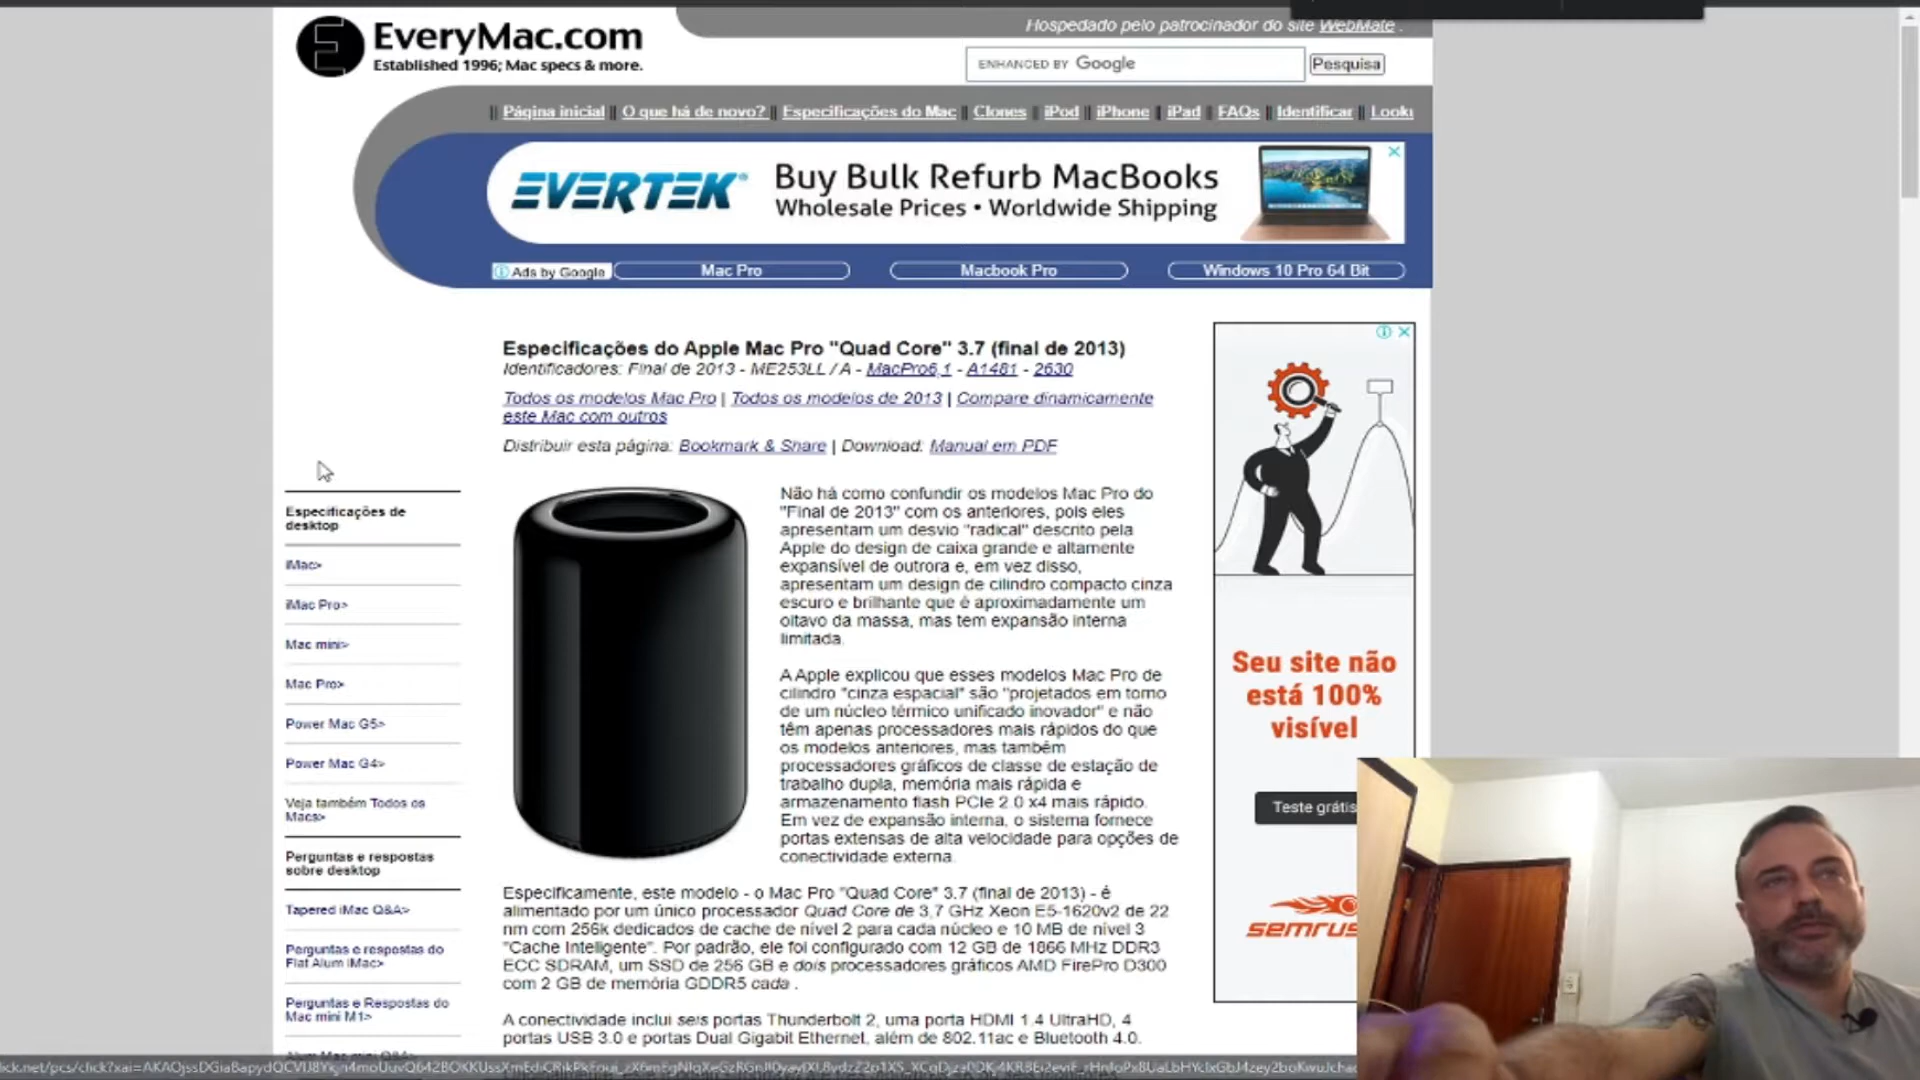 EveryMac.com
Established 1996; Mac specs & more.
Hospedado pelo patrocinador do site WebMate .
ENHANCED BY Google
Pesquisa
|| Página inicial || O que há de novo? || Especificações do Mac || Clones || iPod || iPhone || iPad || FAQs || Identificar || Looku
EVERTEK®
Buy Bulk Refurb MacBooks
Wholesale Prices • Worldwide Shipping
Ads by Google
Mac Pro
Macbook Pro
Windows 10 Pro 64 Bit
Especificações do Apple Mac Pro "Quad Core" 3.7 (final de 2013)
Identificadores: Final de 2013 - ME253LL / A - MacPro6,1 - A1481 - 2630
Todos os modelos Mac Pro | Todos os modelos de 2013 | Compare dinamicamente
este Mac com outros
Distribuir esta página: Bookmark & Share | Download: Manual em PDF
Especificações de
desktop
iMac>
iMac Pro>
Mac mini>
Mac Pro>
Power Mac G5>
Power Mac G4>
Veja também Todos os
Macs>
Perguntas e respostas
sobre desktop
Tapered iMac Q&A>
Perguntas e respostas do
Flat Alum iMac>
Perguntas e Respostas do
Mac mini M1>
Não há como confundir os modelos Mac Pro do
"Final de 2013" com os anteriores, pois eles
apresentam um desvio "radical" descrito pela
Apple do design de caixa grande e altamente
expansível de outrora e, em vez disso,
apresentam um design de cilindro compacto cinza
escuro e brilhante que é aproximadamente um
oitavo da massa, mas tem expansão interna
limitada.
A Apple explicou que esses modelos Mac Pro de
cilindro "cinza espacial" são "projetados em torno
de um núcleo térmico unificado inovador" e não
têm apenas processadores mais rápidos do que
os modelos anteriores, mas também
processadores gráficos de classe de estação de
trabalho dupla, memória mais rápida e
armazenamento flash PCIe 2.0 x4 mais rápido.
Em vez de expansão interna, o sistema fornece
portas extensas de alta velocidade para opções de
conectividade externa.
Especificamente, este modelo - o Mac Pro "Quad Core" 3.7 (final de 2013) - é
alimentado por um único processador Quad Core de 3,7 GHz Xeon E5-1620v2 de 22
nm com 256k dedicados de cache de nível 2 para cada núcleo e 10 MB de nível 3
"Cache Inteligente". Por padrão, ele foi configurado com 12 GB de 1866 MHz DDR3
ECC SDRAM, um SSD de 256 GB e dois processadores gráficos AMD FirePro D300
com 2 GB de memória GDDR5 cada .
A conectividade inclui seis portas Thunderbolt 2, uma porta HDMI 1.4 UltraHD, 4
portas USB 3.0 e portas Dual Gigabit Ethernet, além de 802.11ac e Bluetooth 4.0.
Seu site não
está 100%
visível
Teste grátis
semrus